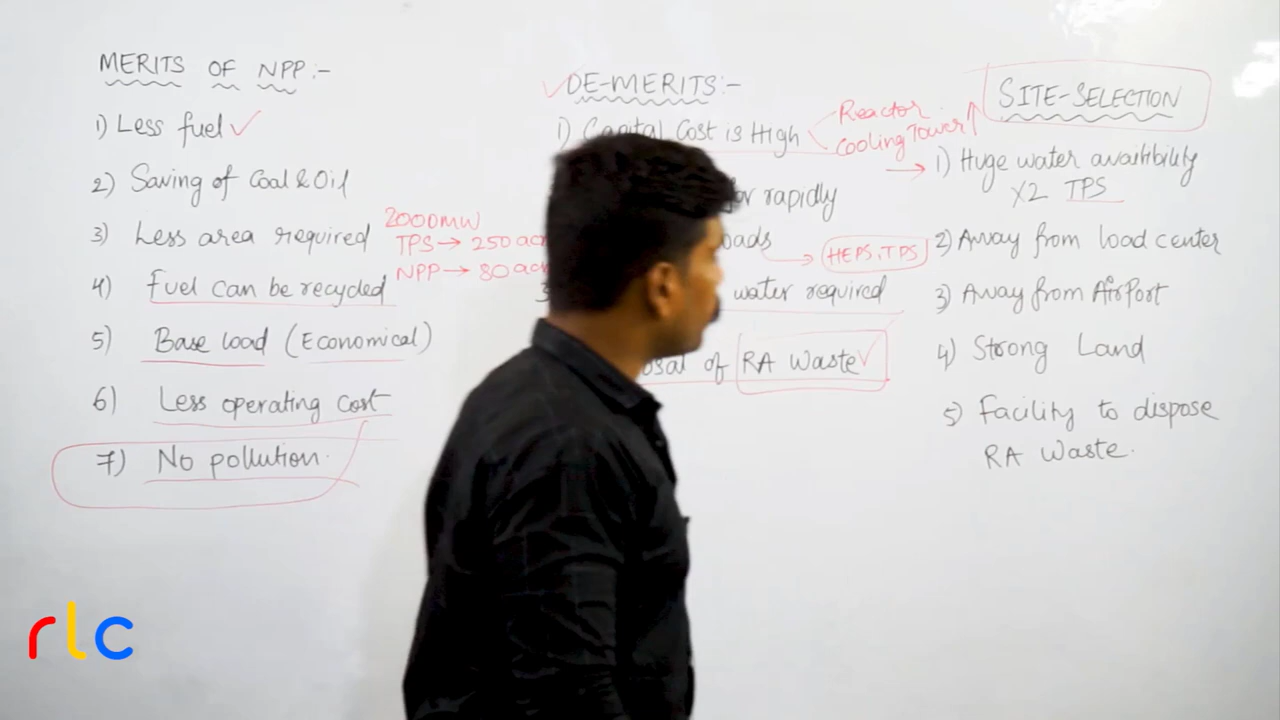 MERITS OF NPP:-
1) Less fuel
2) Saving of Coal & Oil
3) Less area required
2000MW
TPS → 250
NPP → 80
4) Fuel can be recycled
5) Base load (Economical)
6) Less operating cost
7) No pollution.
DE-MERITS:-
1) Capital Cost is High
Reactor
Cooling Tower
rapidly
HEPS, TPS
water required
of RA Waste
SITE-SELECTION
1) Huge water availibility
X2 TPS
2) Away from load center
3) Away from AirPort
4) Strong Land
5) Facility to dispose
RA Waste.
rlc